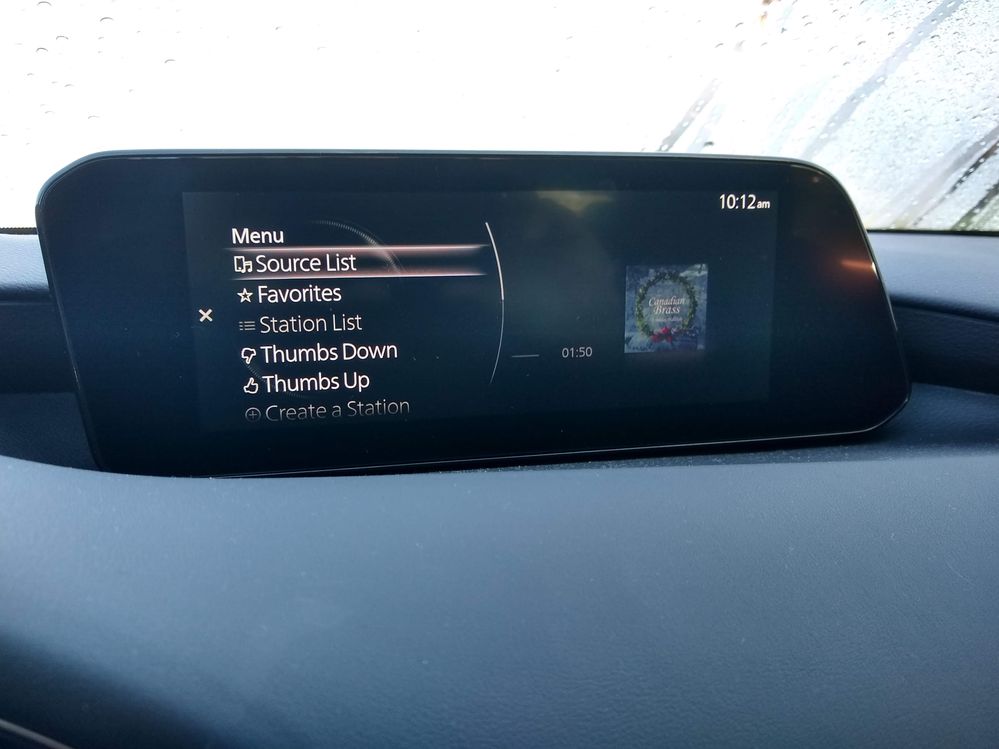 10:12am
Menu
Source List
Favorites
Station List
Thumbs Down
Thumbs Up
Create a Station
01:50
Canadian
Brass